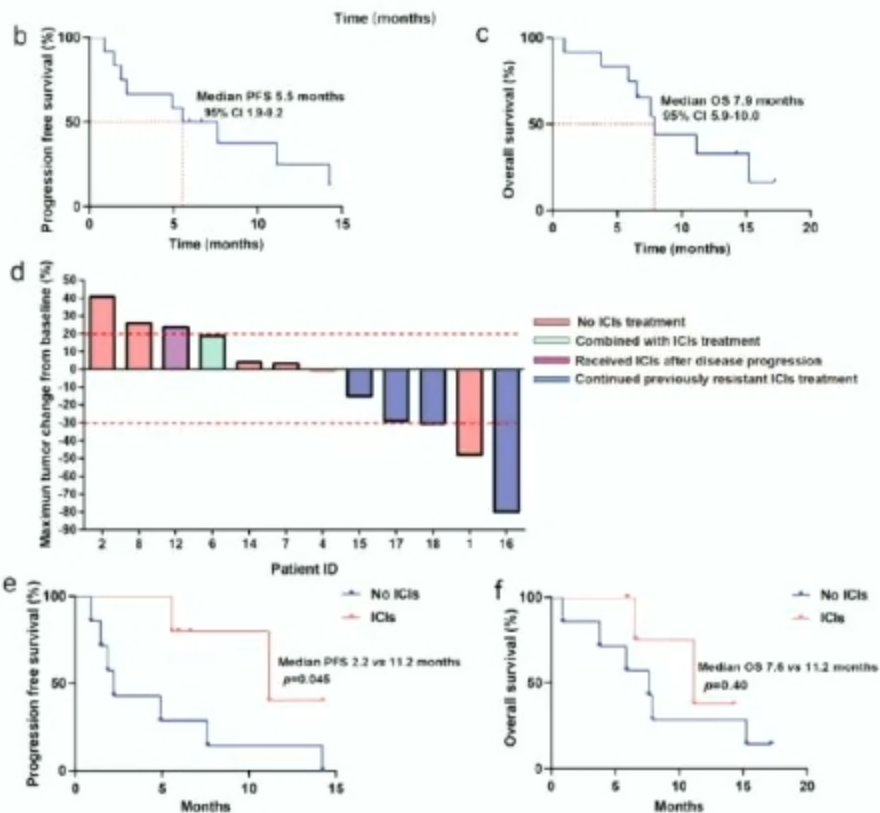 Time (months)
b
Progression free survival (%)
100
50
0
Median PFS 5.5 months
95% CI 1.9-9.2
0 5 10 15
Time (months)
c
Overall survival (%)
100
50
0
Median OS 7.9 months
95% CI 5.9-10.0
0 5 10 15 20
Time (months)
d
Maximun tumor change from baseline (%)
50
40
30
20
10
0
-10
-20
-30
-40
-50
-60
-70
-80
-90
2 8 12 6 14 7 4 15 17 18 1 16
Patient ID
No ICIs treatment
Combined with ICIs treatment
Received ICIs after disease progression
Continued previously resistant ICIs treatment
e
Progression free survival (%)
100
50
0
No ICIs
ICIs
Median PFS 2.2 vs 11.2 months
p=0.045
0 5 10 15
Months
f
Overall survival (%)
100
50
0
No ICIs
ICIs
Median OS 7.6 vs 11.2 months
p=0.40
0 5 10 15 20
Months